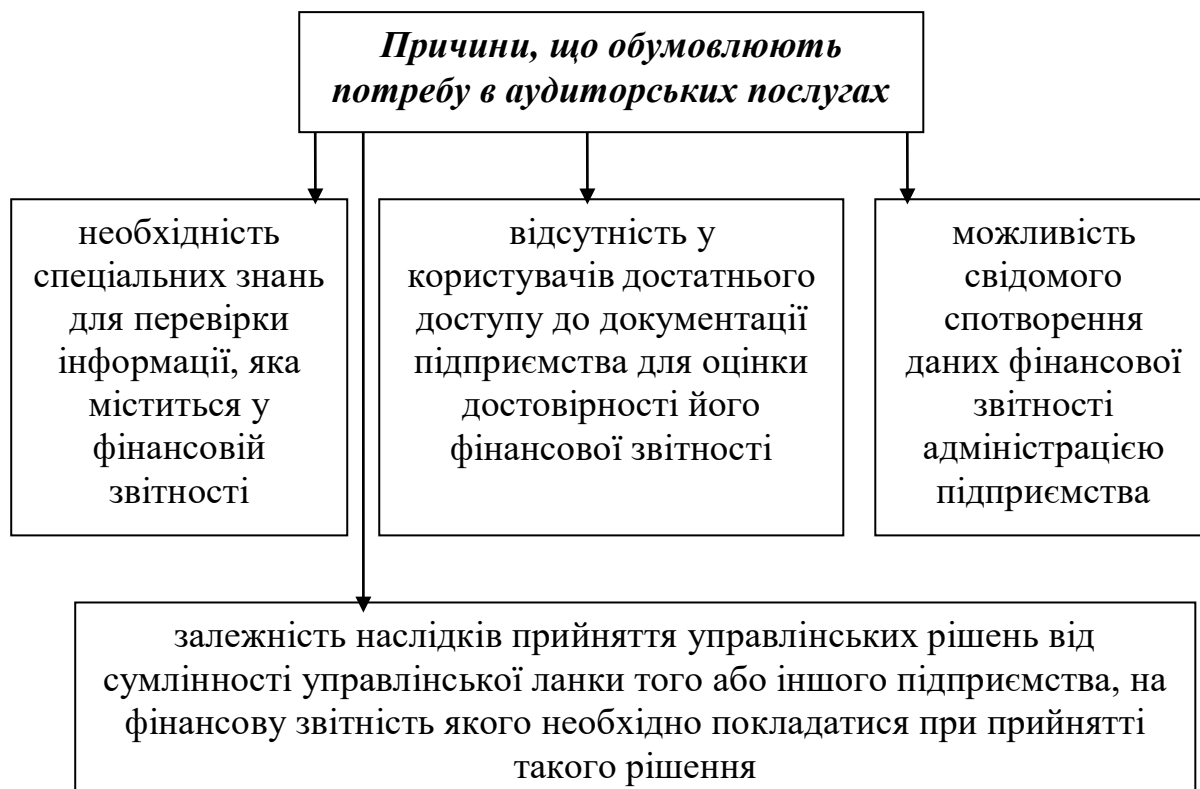 Причини, що обумовлюють
потребу в аудиторських послугах
необхідність
спеціальних знань
для перевірки
інформації, яка
міститься у
фінансовій
звітності
відсутність у
користувачів достатнього
доступу до документації
підприємства для оцінки
достовірності його
фінансової звітності
можливість
свідомого
спотворення
даних фінансової
звітності
адміністрацією
підприємства
залежність наслідків прийняття управлінських рішень від
сумлінності управлінської ланки того або іншого підприємства, на
фінансову звітність якого необхідно покладатися при прийнятті
такого рішення